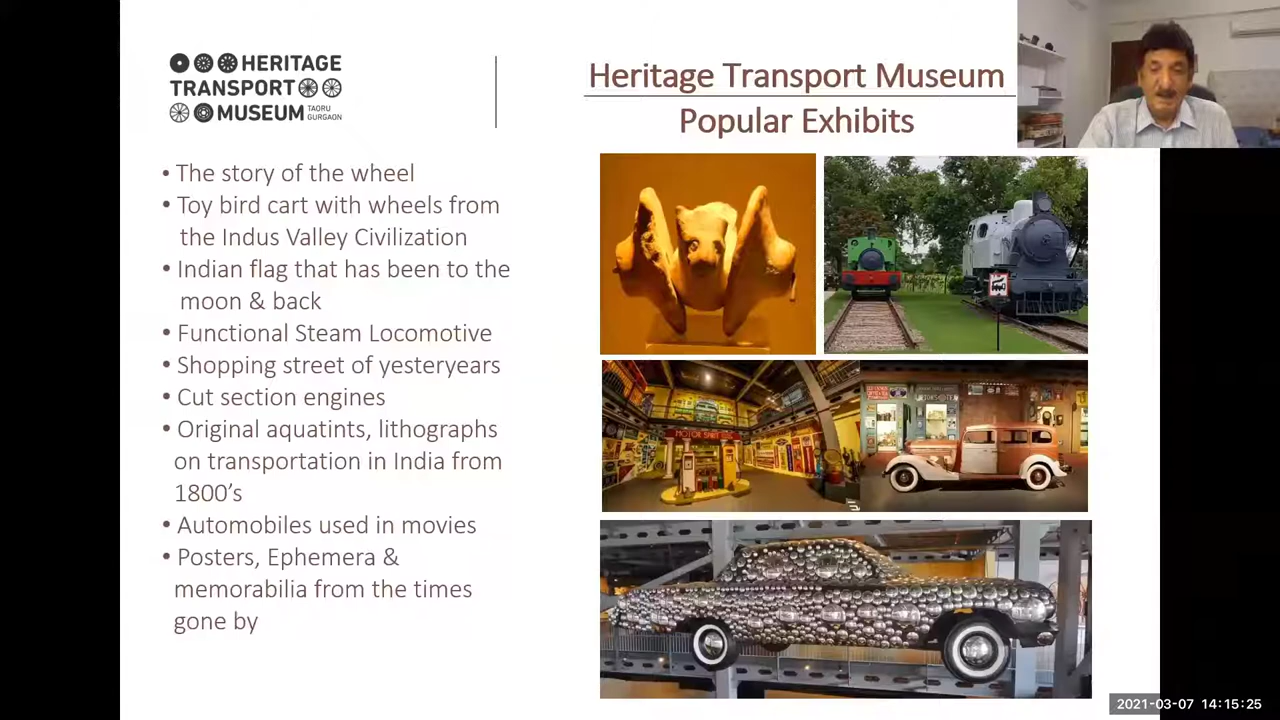 HERITAGE
TRANSPORT
MUSEUM TAORU GURGAON
Heritage Transport Museum
Popular Exhibits
• The story of the wheel
• Toy bird cart with wheels from
the Indus Valley Civilization
• Indian flag that has been to the
moon & back
• Functional Steam Locomotive
• Shopping street of yesteryears
• Cut section engines
• Original aquatints, lithographs
on transportation in India from
1800's
• Automobiles used in movies
• Posters, Ephemera &
memorabilia from the times
gone by
2021-03-07 14:15:25